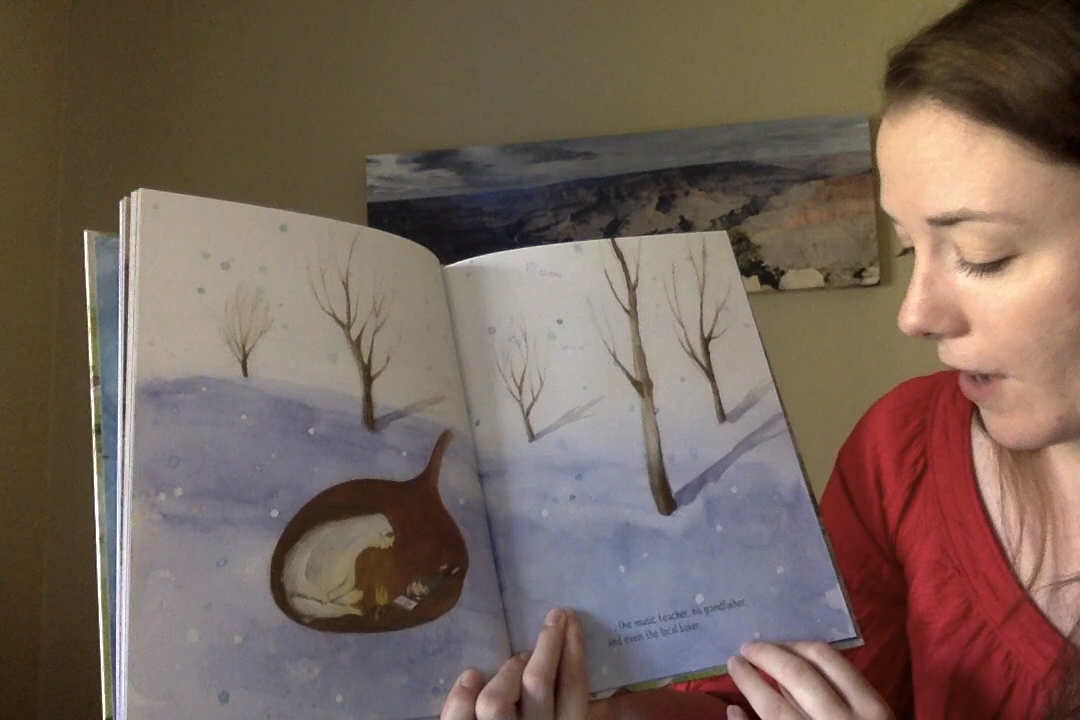 ... the music teacher, his grandfather,
and even the local baker.